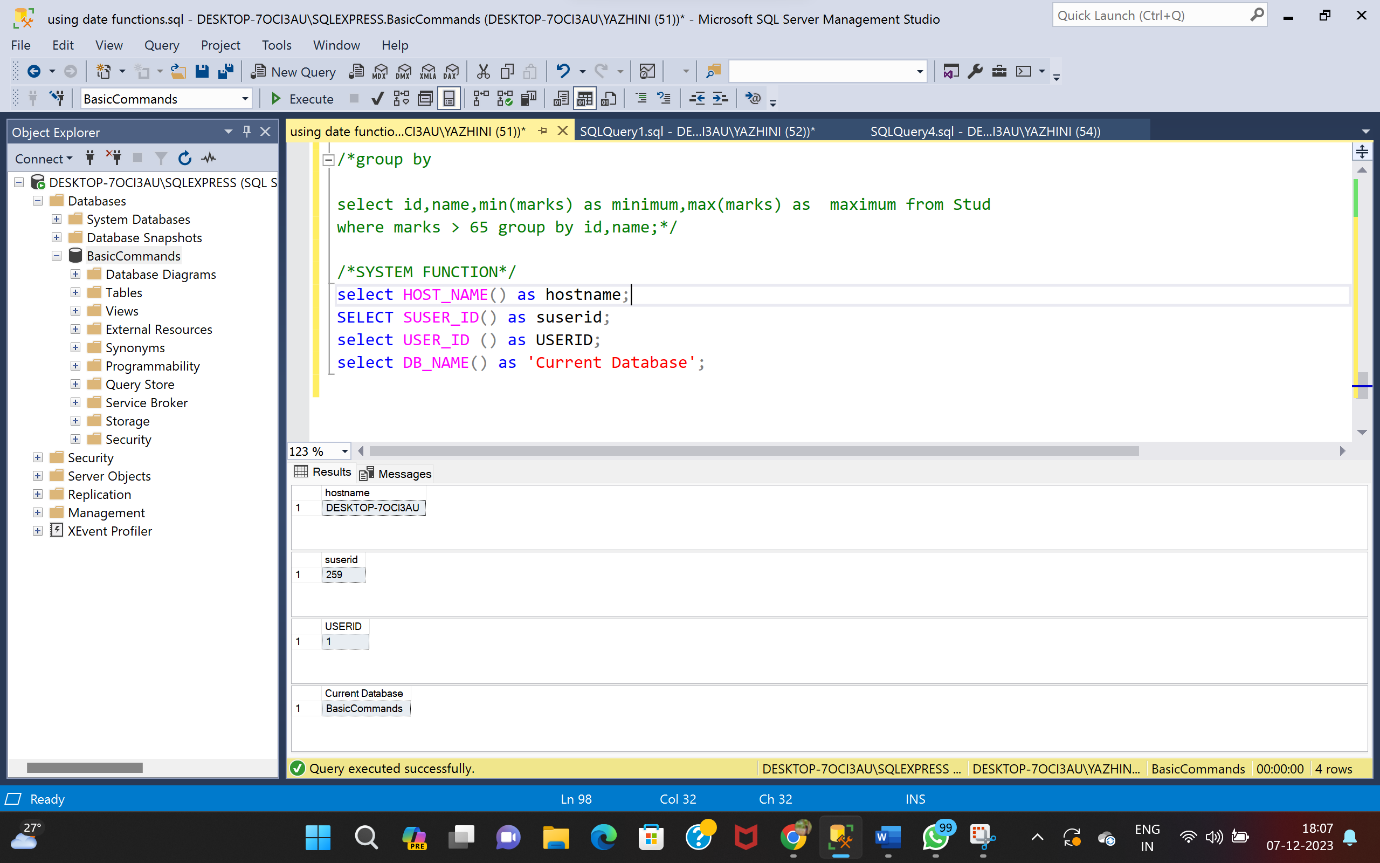 using date functions.sql - DESKTOP-7OCI3AU\SQLEXPRESS.BasicCommands (DESKTOP-7OCI3AU\YAZHINI (51))* - Microsoft SQL Server Management Studio
Quick Launch (Ctrl+Q)
File Edit View Query Project Tools Window Help
New Query
MDX DMX XMLA DAX
BasicCommands
Execute
Object Explorer
using date functio...CI3AU\YAZHINI (51))*
SQLQuery1.sql - DE...I3AU\YAZHINI (52))*
SQLQuery4.sql - DE...I3AU\YAZHINI (54))
Connect
DESKTOP-7OCI3AU\SQLEXPRESS (SQL S
Databases
System Databases
Database Snapshots
BasicCommands
Database Diagrams
Tables
Views
External Resources
Synonyms
Programmability
Query Store
Service Broker
Storage
Security
Security
Server Objects
Replication
Management
XEvent Profiler
/*group by
select id,name,min(marks) as minimum,max(marks) as  maximum from Stud
where marks > 65 group by id,name;*/
/*SYSTEM FUNCTION*/
select HOST_NAME() as hostname;
SELECT SUSER_ID() as suserid;
select USER_ID () as USERID;
select DB_NAME() as 'Current Database';
123 %
Results Messages
hostname
1 DESKTOP-7OCI3AU
suserid
1 259
USERID
1 1
Current Database
1 BasicCommands
Query executed successfully.
DESKTOP-7OCI3AU\SQLEXPRESS ... DESKTOP-7OCI3AU\YAZHIN... BasicCommands 00:00:00 4 rows
Ready Ln 98 Col 32 Ch 32 INS
27°
PRE
99
ENG
IN
18:07
07-12-2023